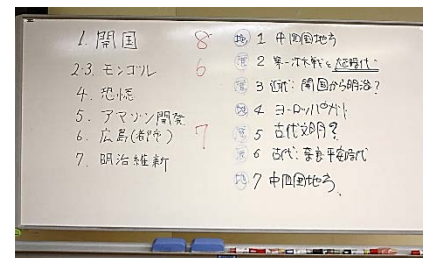 1. 開国 8
2-3. モンゴル 6
4. 恐慌
5. アマゾン開発
6. 広島(都市) 7
7. 明治維新
地 1 中四国地方
歴 2 第一次大戦と大正時代
歴 3 近代: 開国から明治?
地 4 ヨーロッパ
歴 5 古代文明?
歴 6 古代: 奈良平安時代
地 7 中四国地方